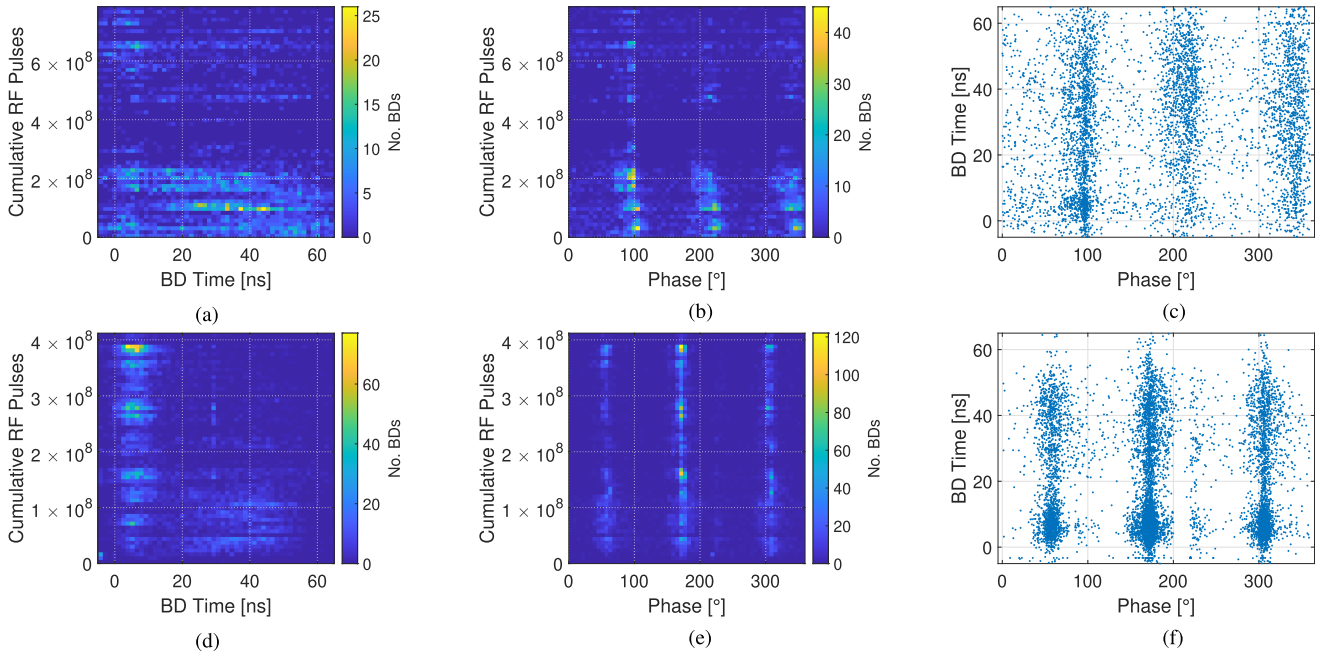 Cumulative RF Pulses
6 × 10^8
4 × 10^8
2 × 10^8
0
0 20 40 60
BD Time [ns]
25
20
15
10
5
0
No. BDs
(a)
Cumulative RF Pulses
6 × 10^8
4 × 10^8
2 × 10^8
0
0 100 200 300
Phase [°]
40
30
20
10
0
No. BDs
(b)
BD Time [ns]
60
40
20
0
0 100 200 300
Phase [°]
(c)
Cumulative RF Pulses
4 × 10^8
3 × 10^8
2 × 10^8
1 × 10^8
0
0 20 40 60
BD Time [ns]
60
40
20
0
No. BDs
(d)
Cumulative RF Pulses
4 × 10^8
3 × 10^8
2 × 10^8
1 × 10^8
0
0 100 200 300
Phase [°]
120
100
80
60
40
20
0
No. BDs
(e)
BD Time [ns]
60
40
20
0
0 100 200 300
Phase [°]
(f)